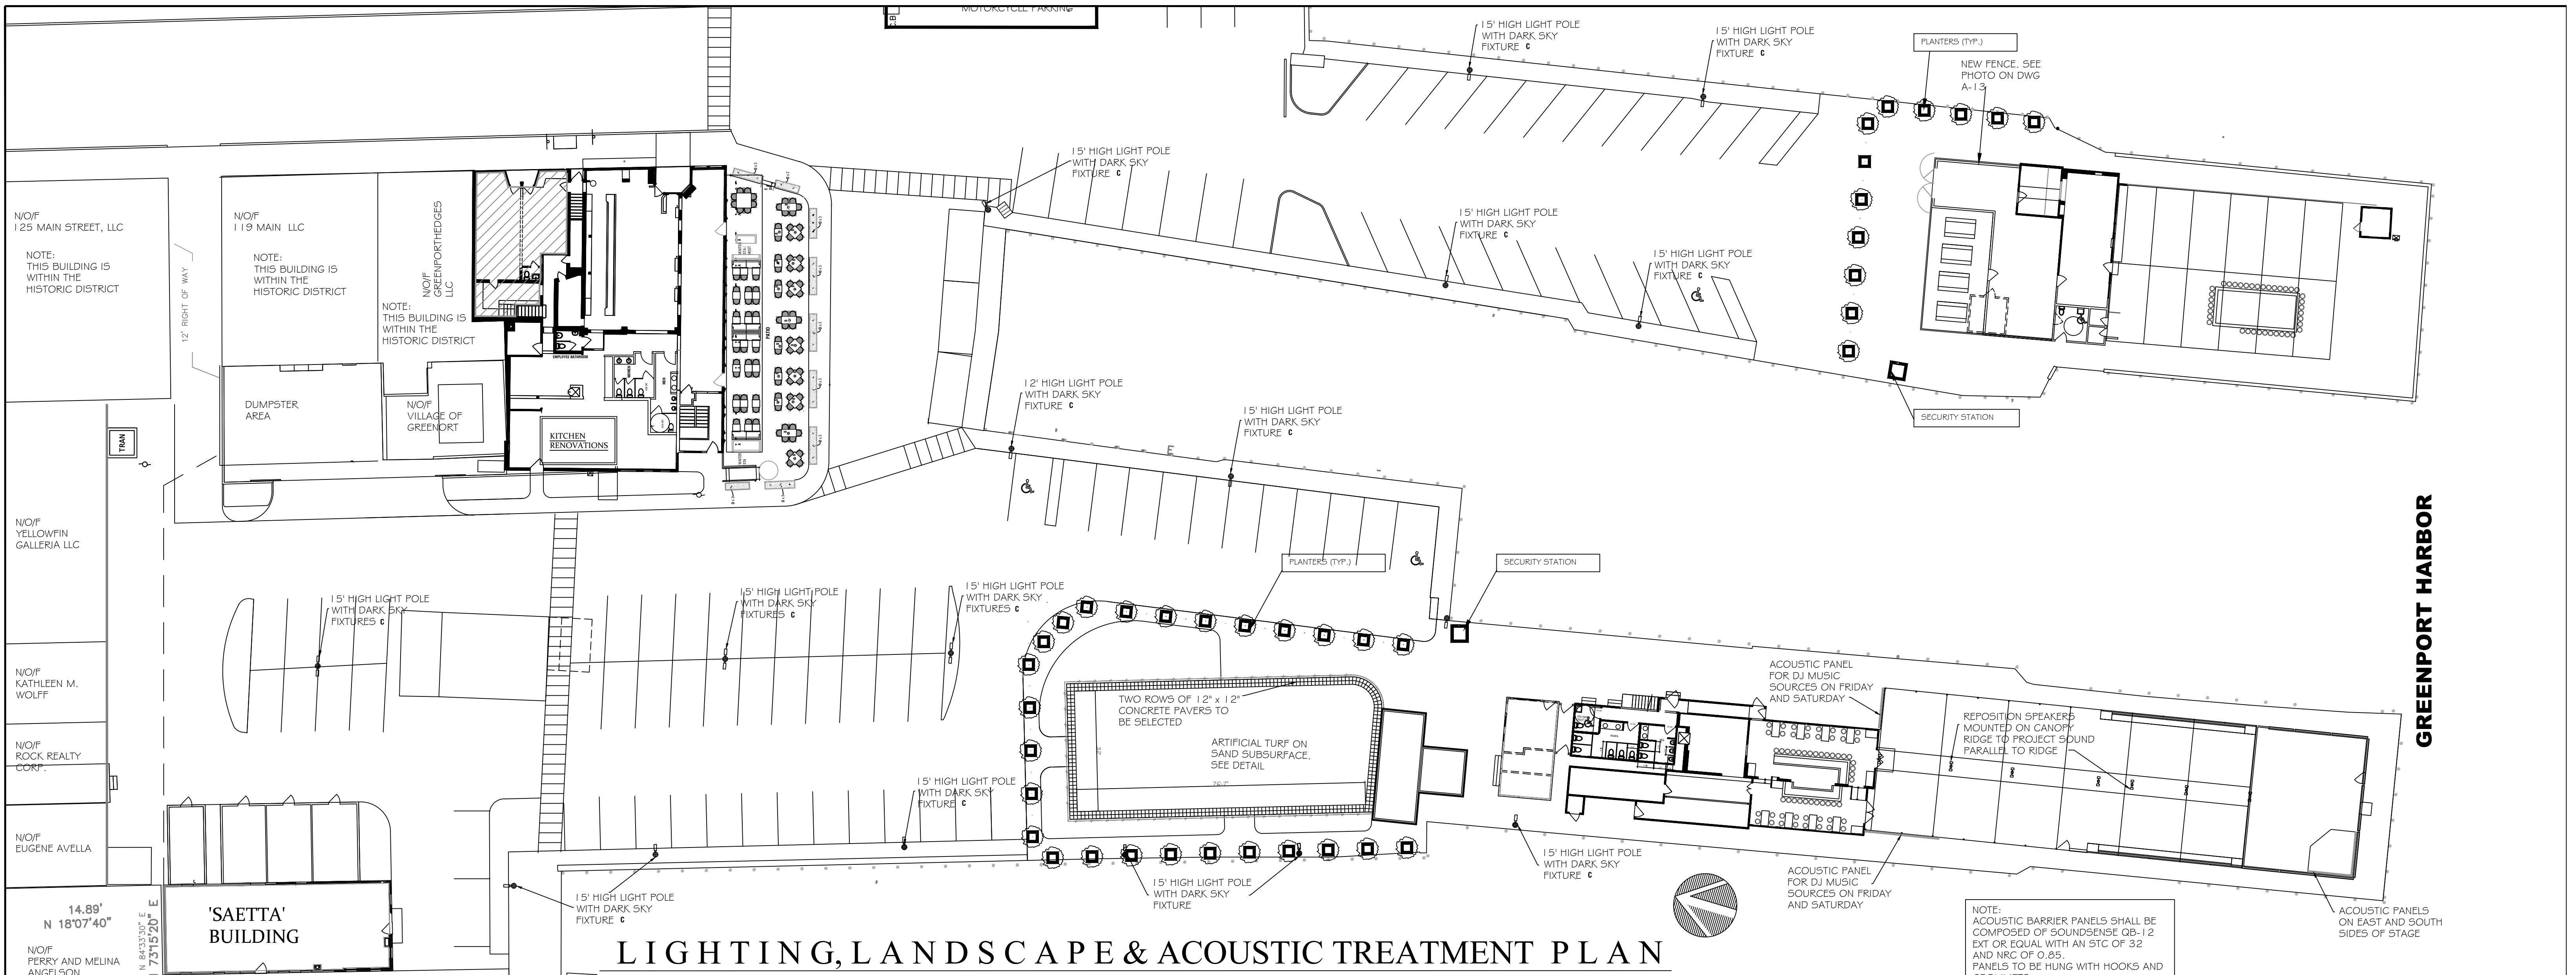 MOTORCYCLE PARKING
C.B
15' HIGH LIGHT POLE
WITH DARK SKY
FIXTURE C
15' HIGH LIGHT POLE
WITH DARK SKY
FIXTURE C
PLANTERS (TYP.)
NEW FENCE, SEE
PHOTO ON DWG
A-13
15' HIGH LIGHT POLE
WITH DARK SKY
FIXTURE C
N/O/F
125 MAIN STREET, LLC
NOTE:
THIS BUILDING IS
WITHIN THE
HISTORIC DISTRICT
12' RIGHT OF WAY
N/O/F
119 MAIN LLC
NOTE:
THIS BUILDING IS
WITHIN THE
HISTORIC DISTRICT
N/O/F
GREENPORTHEDGES
LLC
NOTE:
THIS BUILDING IS
WITHIN THE
HISTORIC DISTRICT
15' HIGH LIGHT POLE
WITH DARK SKY
FIXTURE C
15' HIGH LIGHT POLE
WITH DARK SKY
FIXTURE C
PATIO
EMPLOYEE BATHROOM
WOMEN
MEN
DUMPSTER
AREA
N/O/F
VILLAGE OF
GREENORT
KITCHEN
RENOVATIONS
TRAN
12' HIGH LIGHT POLE
WITH DARK SKY
FIXTURE C
15' HIGH LIGHT POLE
WITH DARK SKY
FIXTURE C
E
SECURITY STATION
GREENPORT HARBOR
N/O/F
YELLOWFIN
GALLERIA LLC
PLANTERS (TYP.)
SECURITY STATION
15' HIGH LIGHT POLE
WITH DARK SKY
FIXTURES C
15' HIGH LIGHT POLE
WITH DARK SKY
FIXTURES C
15' HIGH LIGHT POLE
WITH DARK SKY
FIXTURES C
N/O/F
KATHLEEN M.
WOLFF
TWO ROWS OF 12" x 12"
CONCRETE PAVERS TO
BE SELECTED
ARTIFICIAL TURF ON
SAND SUBSURFACE,
SEE DETAIL
ACOUSTIC PANEL
FOR DJ MUSIC
SOURCES ON FRIDAY
AND SATURDAY
REPOSITION SPEAKERS
MOUNTED ON CANOPY
RIDGE TO PROJECT SOUND
PARALLEL TO RIDGE
N/O/F
ROCK REALTY
CORP.
15' HIGH LIGHT POLE
WITH DARK SKY
FIXTURE C
N/O/F
EUGENE AVELLA
15' HIGH LIGHT POLE
WITH DARK SKY
FIXTURE C
15' HIGH LIGHT POLE
WITH DARK SKY
FIXTURE
15' HIGH LIGHT POLE
WITH DARK SKY
FIXTURE C
ACOUSTIC PANEL
FOR DJ MUSIC
SOURCES ON FRIDAY
AND SATURDAY
ACOUSTIC PANELS
ON EAST AND SOUTH
SIDES OF STAGE
14.89'
N 18°07'40"
N 84°33'30" E
73°15'20" E
'SAETTA'
BUILDING
N/O/F
PERRY AND MELINA
ANGELSON
NOTE:
ACOUSTIC BARRIER PANELS SHALL BE
COMPOSED OF SOUNDSENSE QB-12
EXT OR EQUAL WITH AN STC OF 32
AND NRC OF 0.85.
PANELS TO BE HUNG WITH HOOKS AND
LIGHTING, LANDSCAPE & ACOUSTIC TREATMENT PLAN